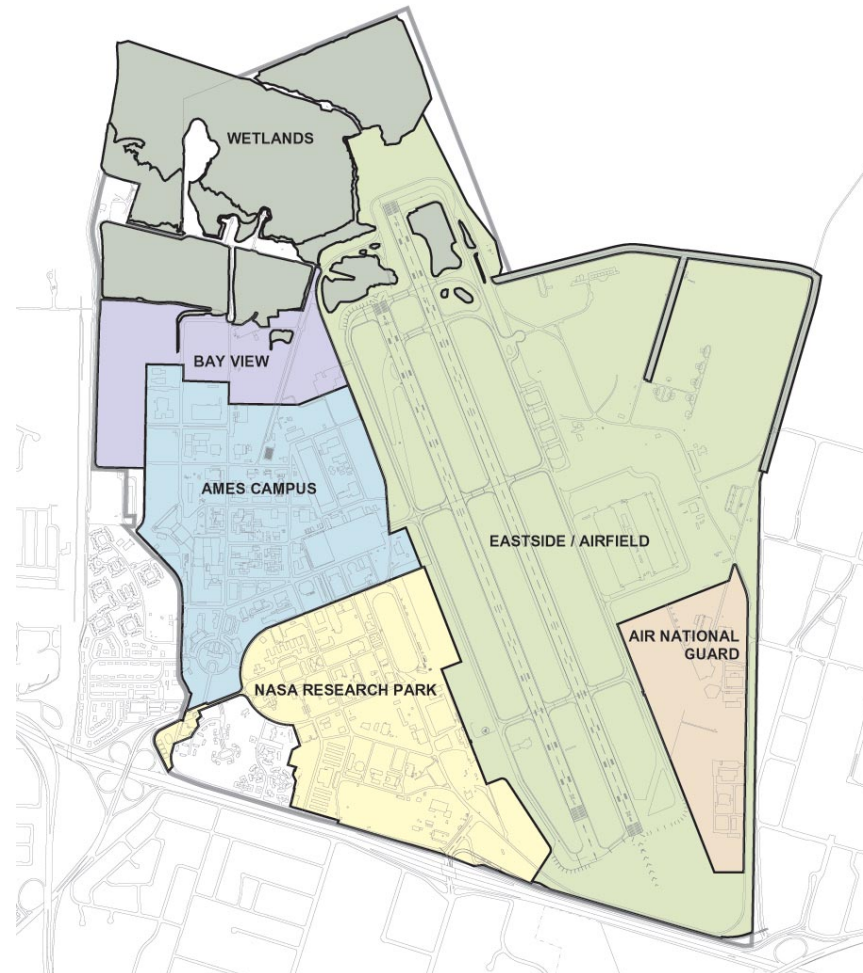 WETLANDS
BAY VIEW
AMES CAMPUS
EASTSIDE / AIRFIELD
AIR NATIONAL
GUARD
NASA RESEARCH PARK